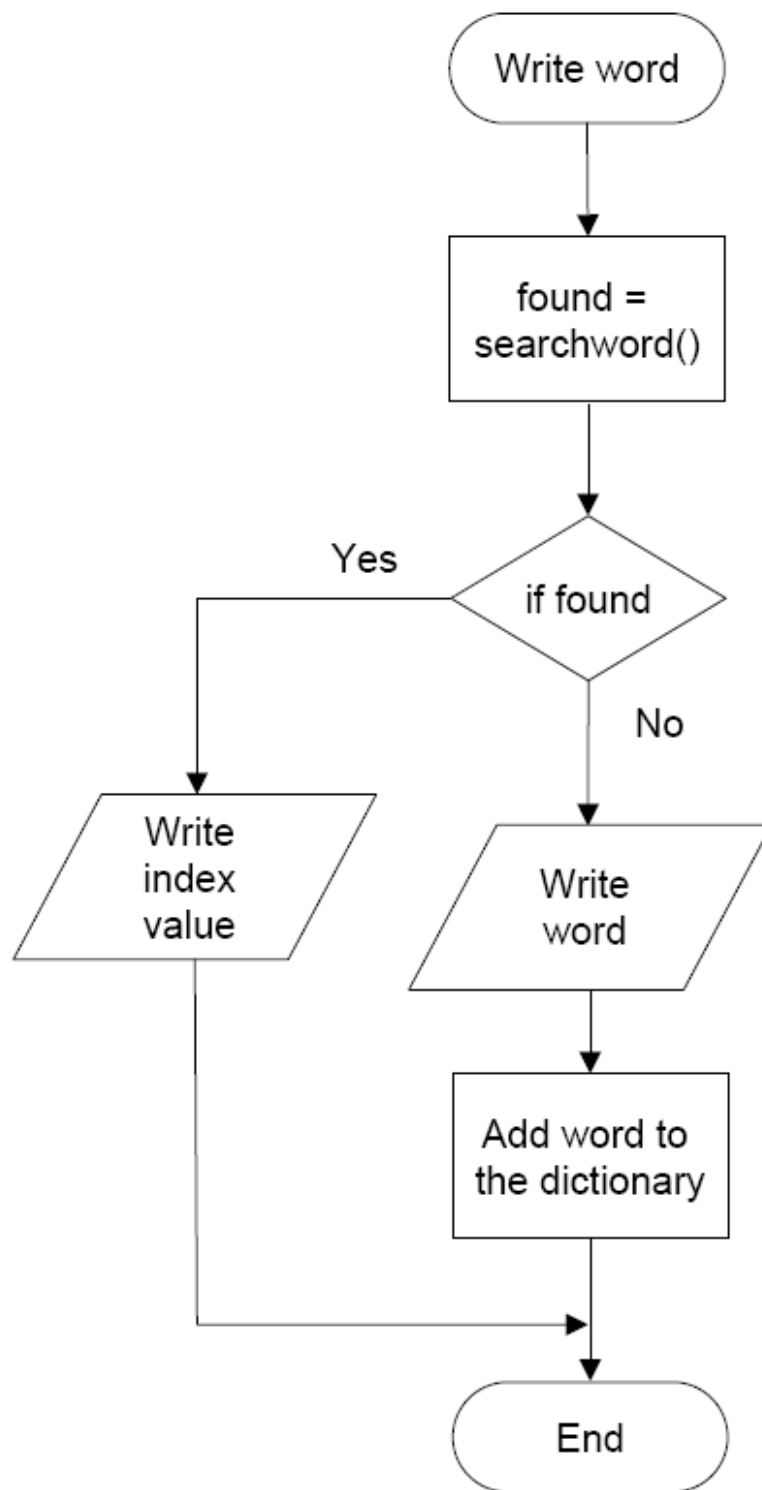 Write word
found =
searchword()
if found
Yes
No
Write
index
value
Write
word
Add word to
the dictionary
End